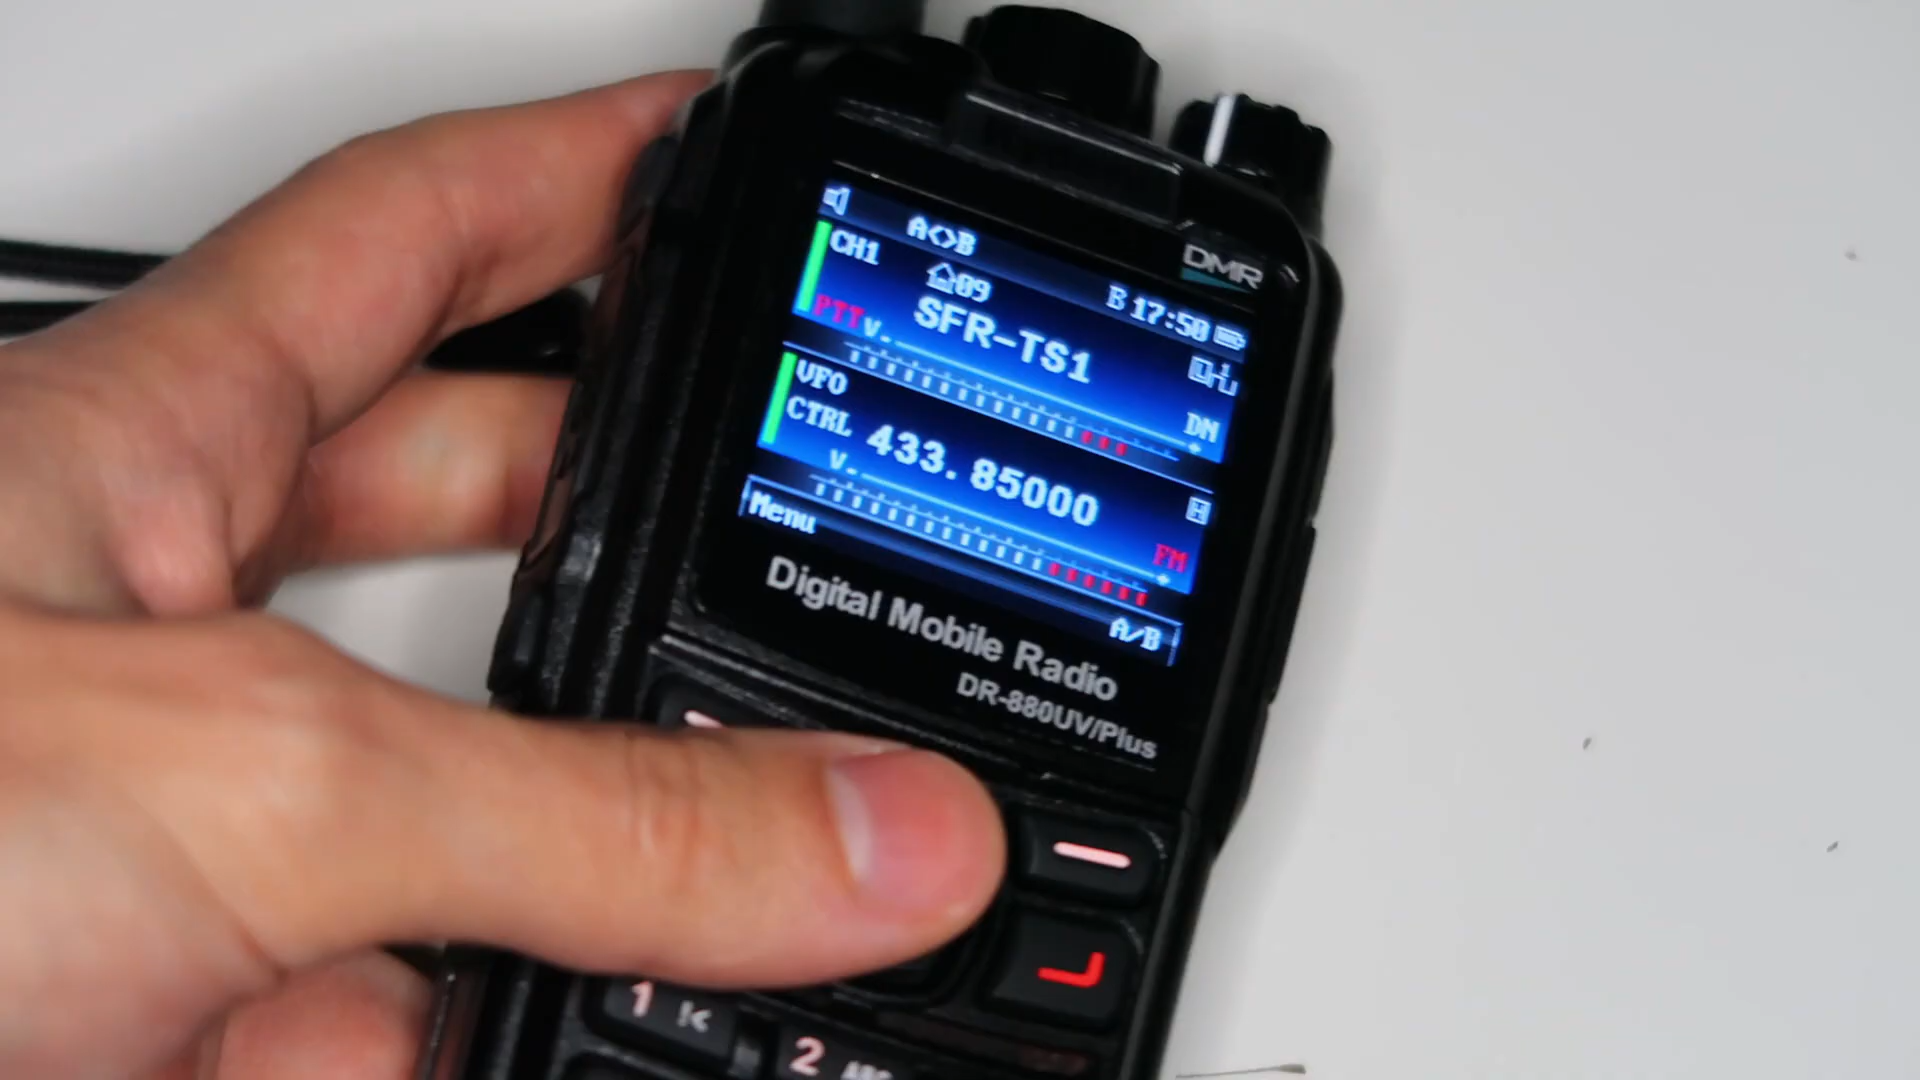 A<>B
DMR
CH1
09
B 17:50
PTT
V.
SFR-TS1
DN
VFO
CTRL
433.85000
V.
H
FM
Menu
A/B
Digital Mobile Radio
DR-880UV/Plus
1
2